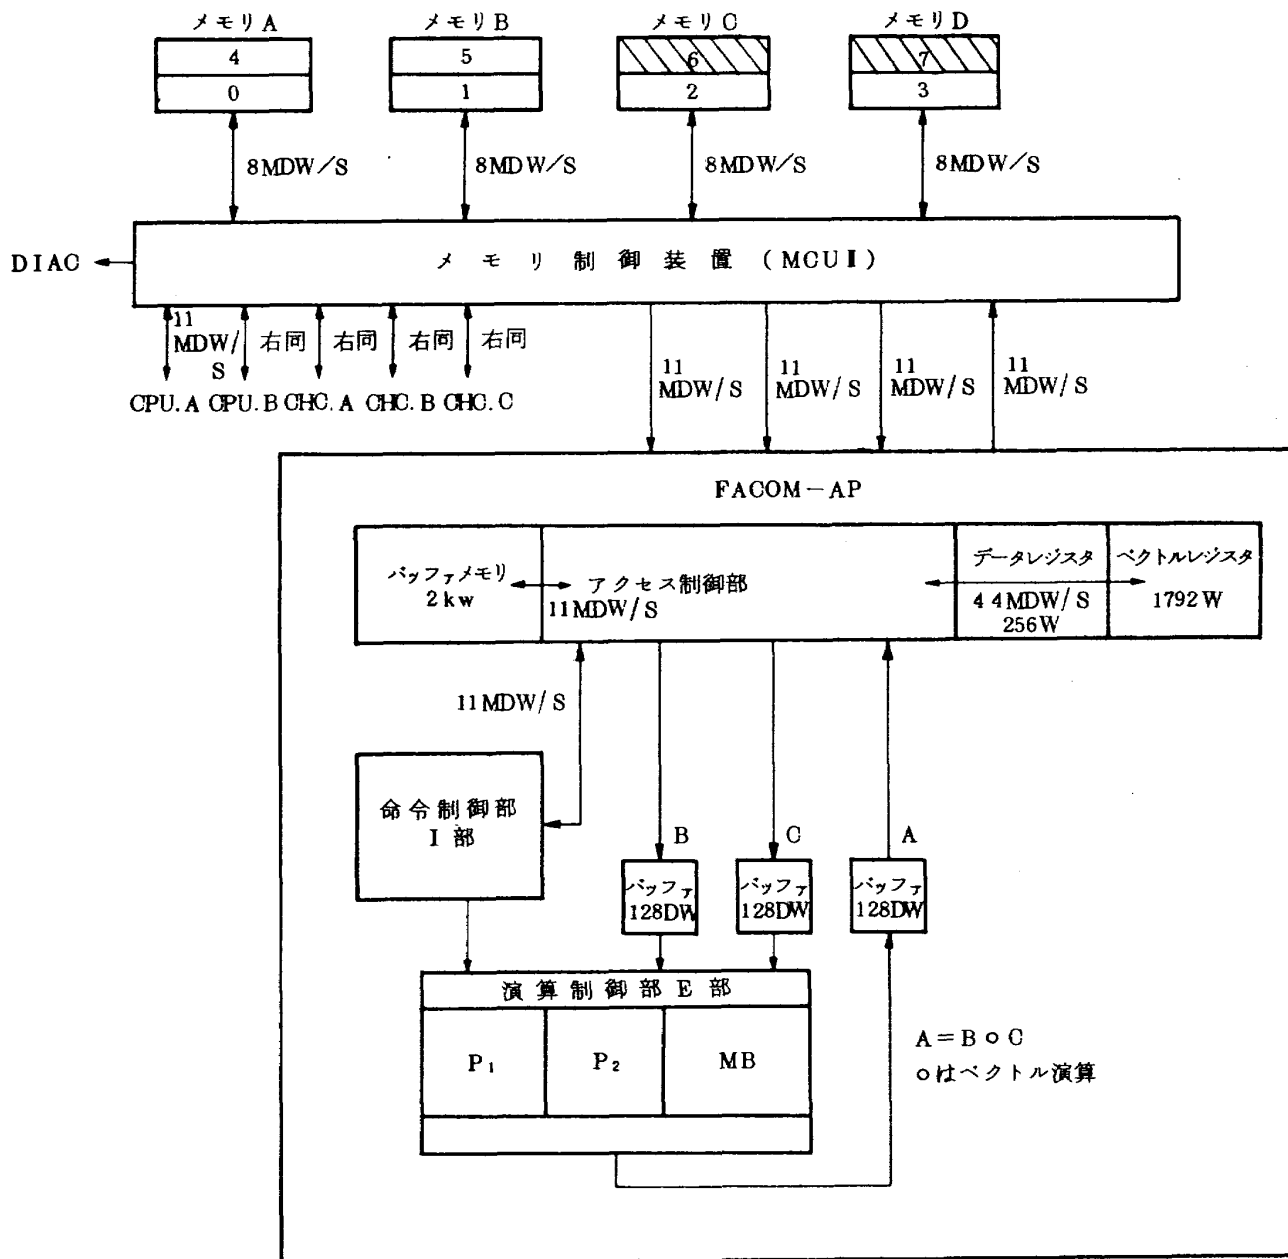 メモリA
メモリB
メモリC
メモリD
4
5
6
7
0
1
2
3
8MDW/S
8MDW/S
8MDW/S
8MDW/S
DIAC
メモリ制御装置(MCUⅡ)
11
MDW/
S
右同
右同
右同
右同
CPU.A CPU.B CHC.A CHC.B CHC.C
11
MDW/S
11
MDW/S
11
MDW/S
11
MDW/S
FACOM-AP
バッファメモリ
2kw
アクセス制御部
11MDW/S
データレジスタ
44MDW/S
256W
ベクトルレジスタ
1792W
11MDW/S
命令制御部
I部
B
C
A
バッファ
128DW
バッファ
128DW
バッファ
128DW
演算制御部E部
P₁
P₂
MB
A=B∘C
∘はベクトル演算